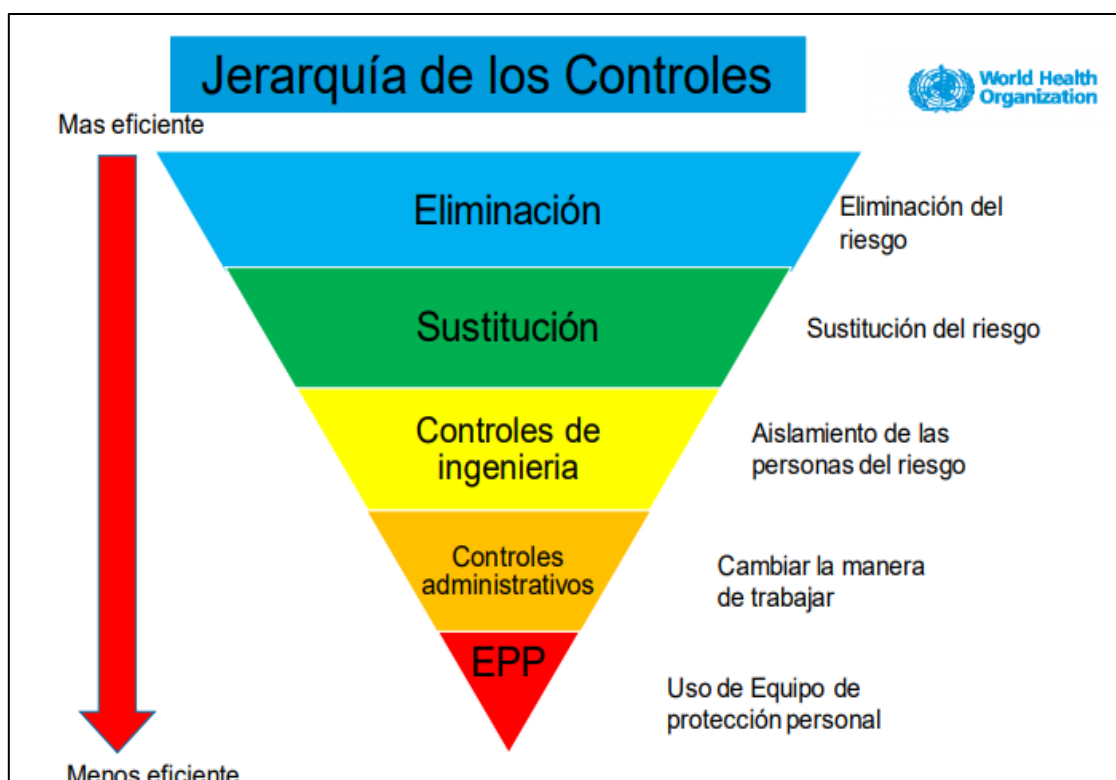 Jerarquía de los Controles
World Health
Organization
Mas eficiente
Eliminación
Eliminación del
riesgo
Sustitución
Sustitución del riesgo
Controles de
ingenieria
Aislamiento de las
personas del riesgo
Controles
administrativos
Cambiar la manera
de trabajar
EPP
Uso de Equipo de
protección personal
Menos eficiente